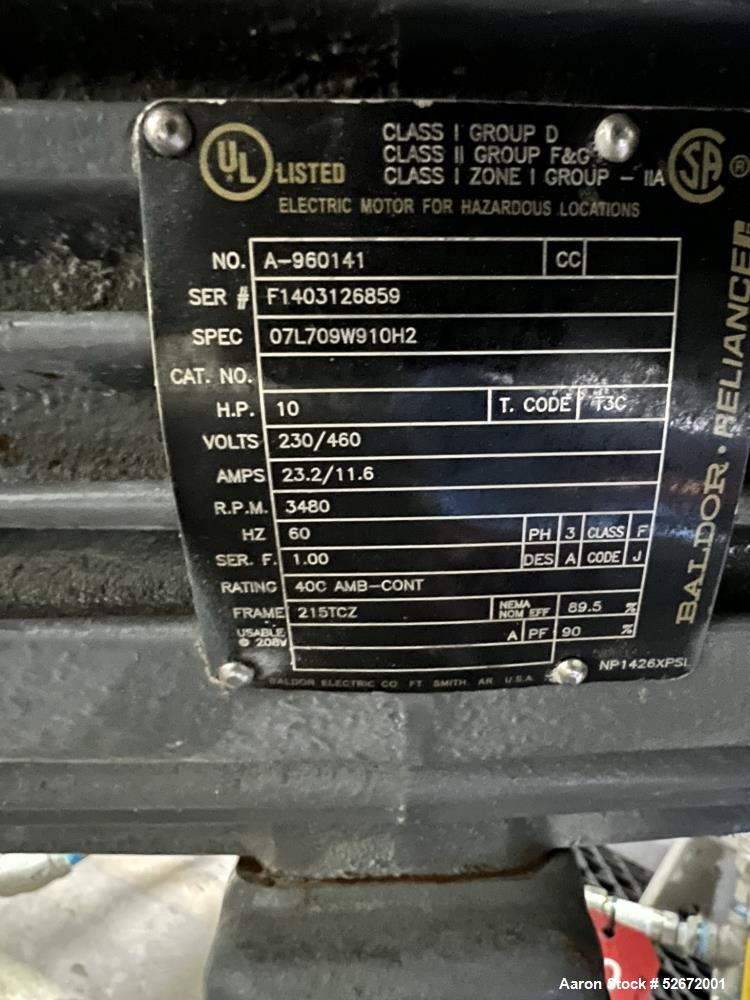 UL LISTED
CLASS I GROUP D
CLASS II GROUP F&G
CLASS I ZONE I GROUP - IIA
SA ®
ELECTRIC MOTOR FOR HAZARDOUS LOCATIONS
NO. A-960141 CC
SER # F1403126859
SPEC 07L709W910H2
CAT. NO.
H.P. 10 T. CODE T3C
VOLTS 230/460
AMPS 23.2/11.6
R.P.M. 3480
HZ 60 PH 3 CLASS F
SER. F. 1.00 DES A CODE J
RATING 40C AMB-CONT
FRAME 215TCZ NEMA NOM EFF 89.5 %
USABLE @ 208V A PF 90 %
NP1426XPSL
BALDOR ELECTRIC CO FT. SMITH, AR U.S.A.
BALDOR • RELIANCE
Aaron Stock # 52672001